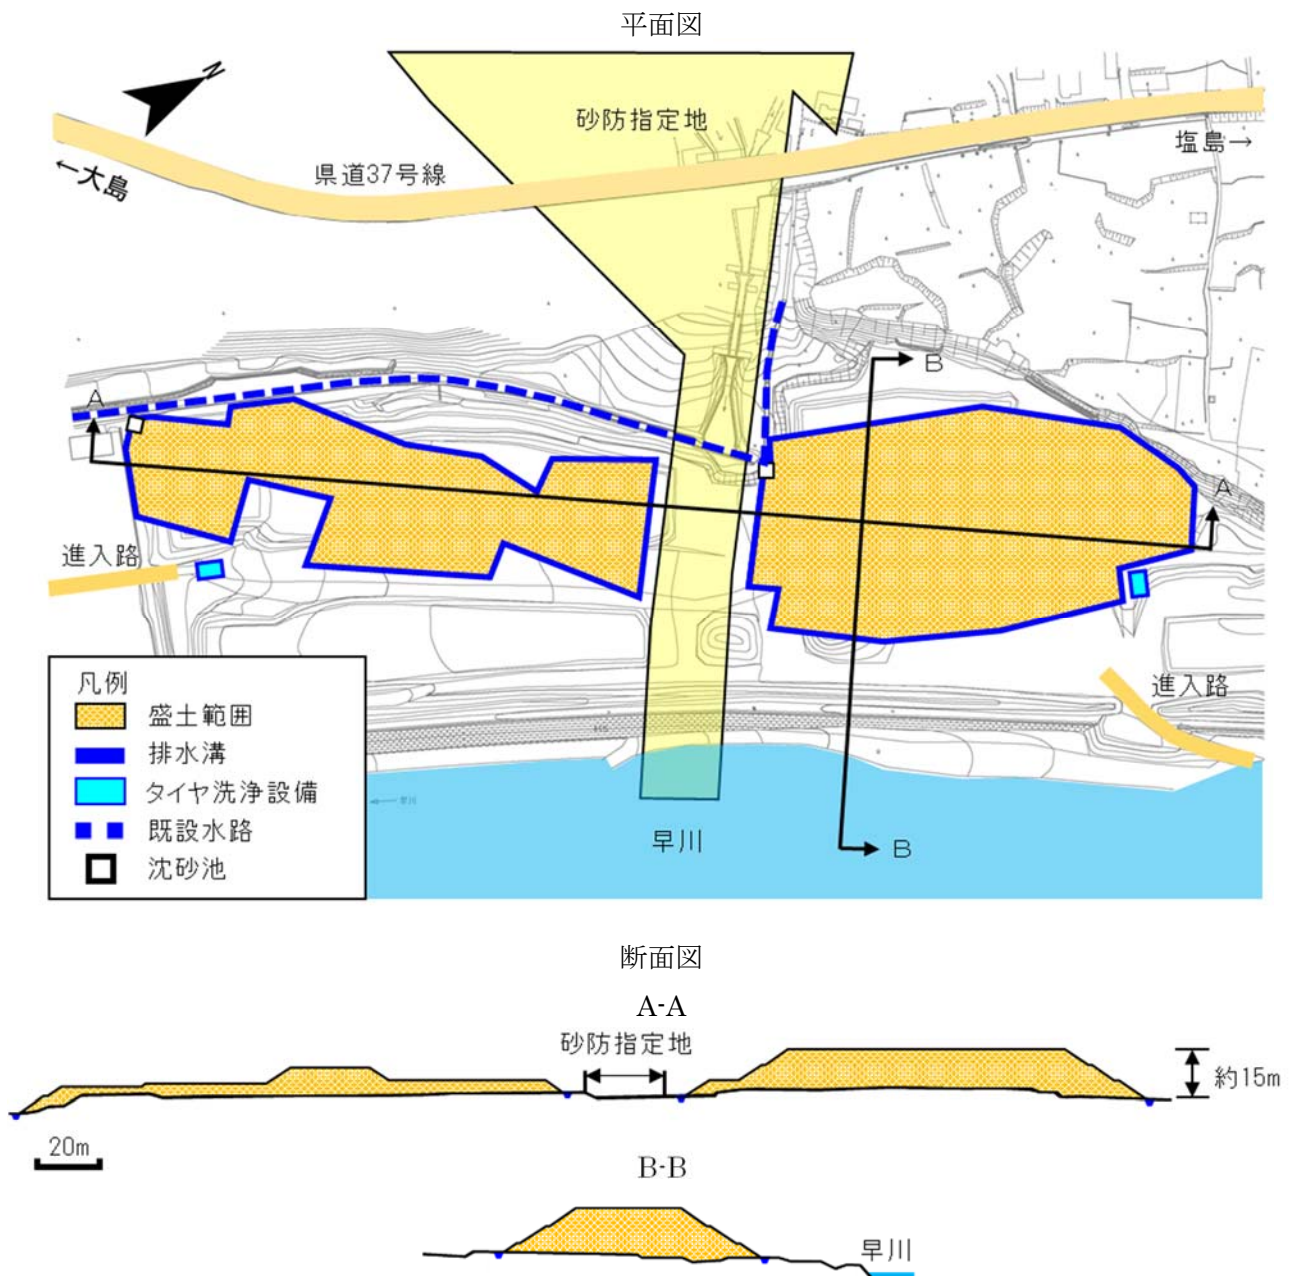 平面図
N
砂防指定地
塩島→
県道37号線
←大島
B
A
A
進入路
進入路
凡例
盛土範囲
排水溝
タイヤ洗浄設備
既設水路
沈砂池
早川
早川
B
断面図
A-A
砂防指定地
約15m
20m
B-B
早川